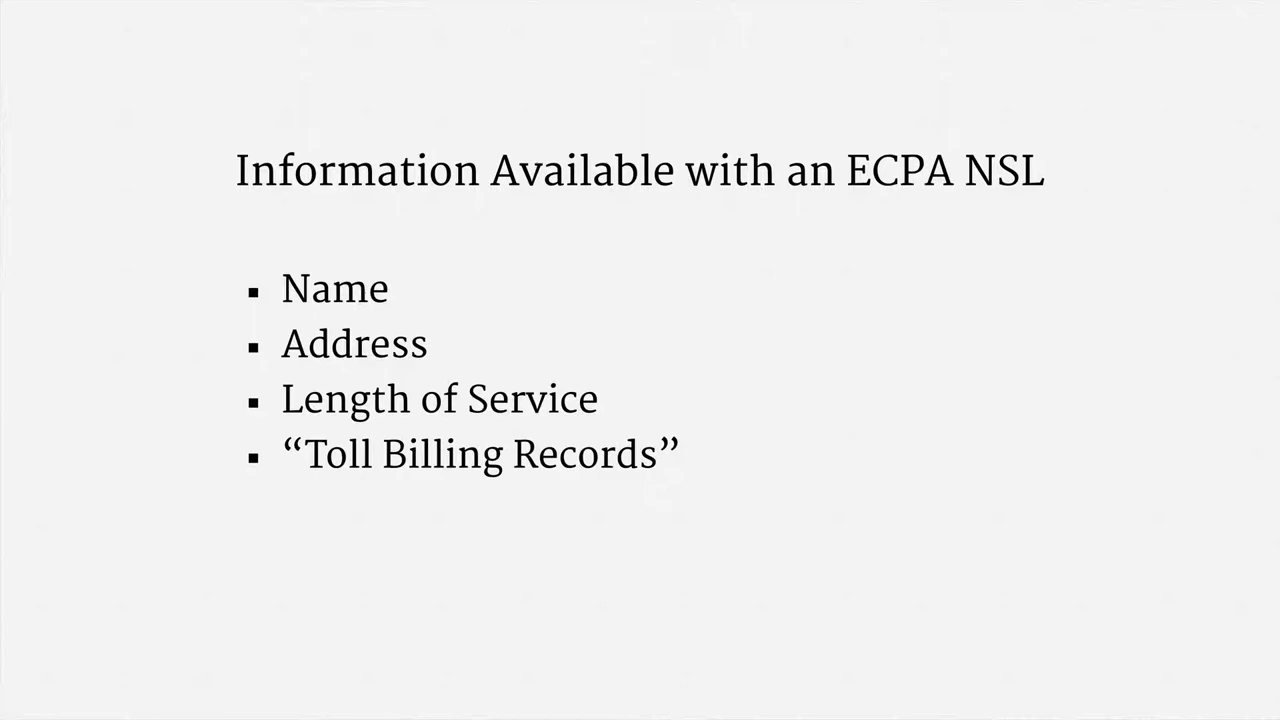 Information Available with an ECPA NSL
▪ Name
▪ Address
▪ Length of Service
▪ “Toll Billing Records”